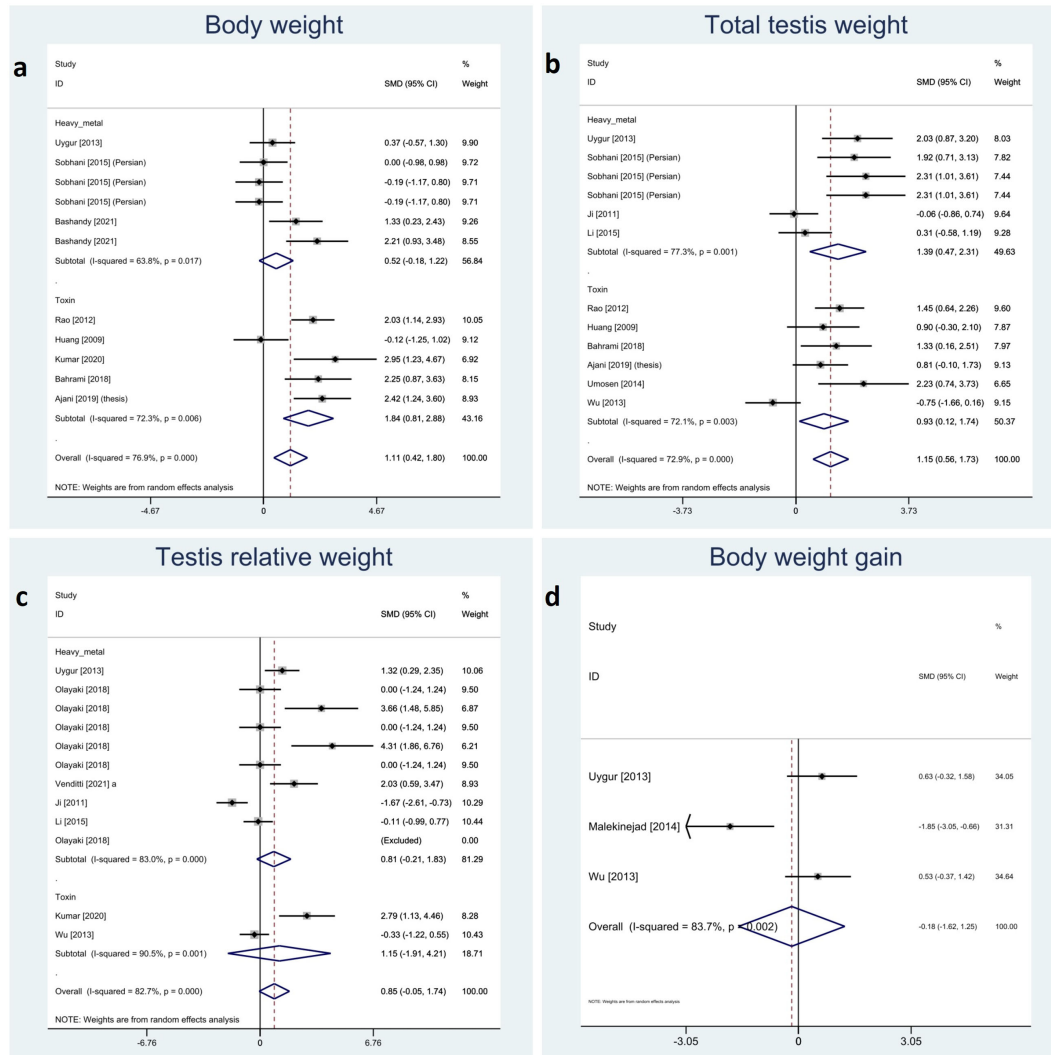 Body weight
a
Study %
ID SMD (95% CI) Weight
Heavy_metal
Uygur [2013] 0.37 (-0.57, 1.30) 9.90
Sobhani [2015] (Persian) 0.00 (-0.98, 0.98) 9.72
Sobhani [2015] (Persian) -0.19 (-1.17, 0.80) 9.71
Sobhani [2015] (Persian) -0.19 (-1.17, 0.80) 9.71
Bashandy [2021] 1.33 (0.23, 2.43) 9.26
Bashandy [2021] 2.21 (0.93, 3.48) 8.55
Subtotal (I-squared = 63.8%, p = 0.017) 0.52 (-0.18, 1.22) 56.84
.
Toxin
Rao [2012] 2.03 (1.14, 2.93) 10.05
Huang [2009] -0.12 (-1.25, 1.02) 9.12
Kumar [2020] 2.95 (1.23, 4.67) 6.92
Bahrami [2018] 2.25 (0.87, 3.63) 8.15
Ajani [2019] (thesis) 2.42 (1.24, 3.60) 8.93
Subtotal (I-squared = 72.3%, p = 0.006) 1.84 (0.81, 2.88) 43.16
.
Overall (I-squared = 76.9%, p = 0.000) 1.11 (0.42, 1.80) 100.00
NOTE: Weights are from random effects analysis
-4.67 0 4.67
Total testis weight
b
Study %
ID SMD (95% CI) Weight
Heavy_metal
Uygur [2013] 2.03 (0.87, 3.20) 8.03
Sobhani [2015] (Persian) 1.92 (0.71, 3.13) 7.82
Sobhani [2015] (Persian) 2.31 (1.01, 3.61) 7.44
Sobhani [2015] (Persian) 2.31 (1.01, 3.61) 7.44
Ji [2011] -0.06 (-0.86, 0.74) 9.64
Li [2015] 0.31 (-0.58, 1.19) 9.28
Subtotal (I-squared = 77.3%, p = 0.001) 1.39 (0.47, 2.31) 49.63
.
Toxin
Rao [2012] 1.45 (0.64, 2.26) 9.60
Huang [2009] 0.90 (-0.30, 2.10) 7.87
Bahrami [2018] 1.33 (0.16, 2.51) 7.97
Ajani [2019] (thesis) 0.81 (-0.10, 1.73) 9.13
Umosen [2014] 2.23 (0.74, 3.73) 6.65
Wu [2013] -0.75 (-1.66, 0.16) 9.15
Subtotal (I-squared = 72.1%, p = 0.003) 0.93 (0.12, 1.74) 50.37
.
Overall (I-squared = 72.9%, p = 0.000) 1.15 (0.56, 1.73) 100.00
NOTE: Weights are from random effects analysis
-3.73 0 3.73
Testis relative weight
c
Study %
ID SMD (95% CI) Weight
Heavy_metal
Uygur [2013] 1.32 (0.29, 2.35) 10.06
Olayaki [2018] 0.00 (-1.24, 1.24) 9.50
Olayaki [2018] 3.66 (1.48, 5.85) 6.87
Olayaki [2018] 0.00 (-1.24, 1.24) 9.50
Olayaki [2018] 4.31 (1.86, 6.76) 6.21
Olayaki [2018] 0.00 (-1.24, 1.24) 9.50
Venditti [2021] a 2.03 (0.59, 3.47) 8.93
Ji [2011] -1.67 (-2.61, -0.73) 10.29
Li [2015] -0.11 (-0.99, 0.77) 10.44
Olayaki [2018] (Excluded) 0.00
Subtotal (I-squared = 83.0%, p = 0.000) 0.81 (-0.21, 1.83) 81.29
.
Toxin
Kumar [2020] 2.79 (1.13, 4.46) 8.28
Wu [2013] -0.33 (-1.22, 0.55) 10.43
Subtotal (I-squared = 90.5%, p = 0.001) 1.15 (-1.91, 4.21) 18.71
.
Overall (I-squared = 82.7%, p = 0.000) 0.85 (-0.05, 1.74) 100.00
NOTE: Weights are from random effects analysis
-6.76 0 6.76
Body weight gain
d
Study %
ID SMD (95% CI) Weight
Uygur [2013] 0.63 (-0.32, 1.58) 34.05
Malekinejad [2014] -1.85 (-3.05, -0.66) 31.31
Wu [2013] 0.53 (-0.37, 1.42) 34.64
Overall (I-squared = 83.7%, p = 0.002) -0.18 (-1.62, 1.25) 100.00
NOTE: Weights are from random effects analysis
-3.05 0 3.05